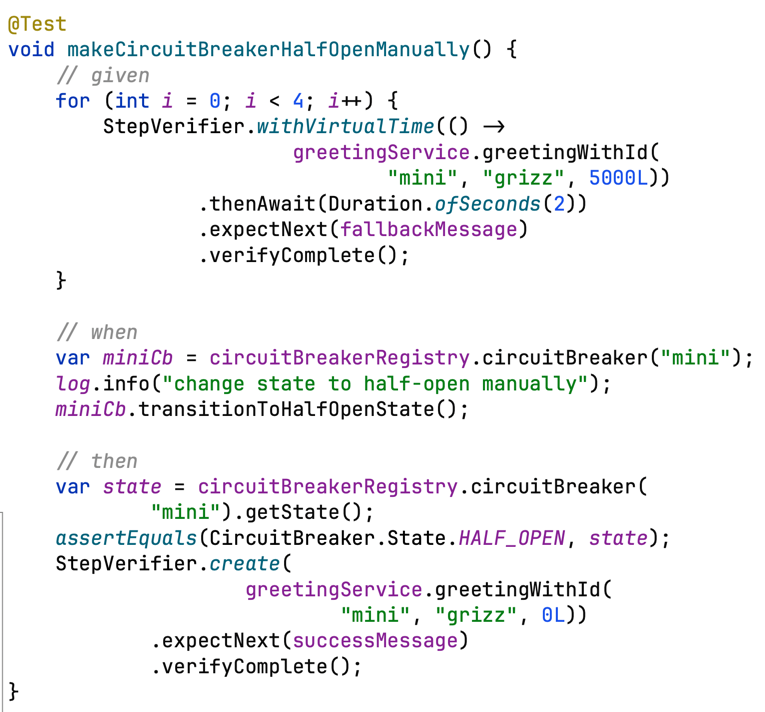 @Test
void makeCircuitBreakerHalfOpenManually() {
    // given
    for (int i = 0; i < 4; i++) {
        StepVerifier.withVirtualTime(() ->
                        greetingService.greetingWithId(
                                "mini", "grizz", 5000L))
                .thenAwait(Duration.ofSeconds(2))
                .expectNext(fallbackMessage)
                .verifyComplete();
    }

    // when
    var miniCb = circuitBreakerRegistry.circuitBreaker("mini");
    log.info("change state to half-open manually");
    miniCb.transitionToHalfOpenState();

    // then
    var state = circuitBreakerRegistry.circuitBreaker(
            "mini").getState();
    assertEquals(CircuitBreaker.State.HALF_OPEN, state);
    StepVerifier.create(
                    greetingService.greetingWithId(
                            "mini", "grizz", 0L))
            .expectNext(successMessage)
            .verifyComplete();
}